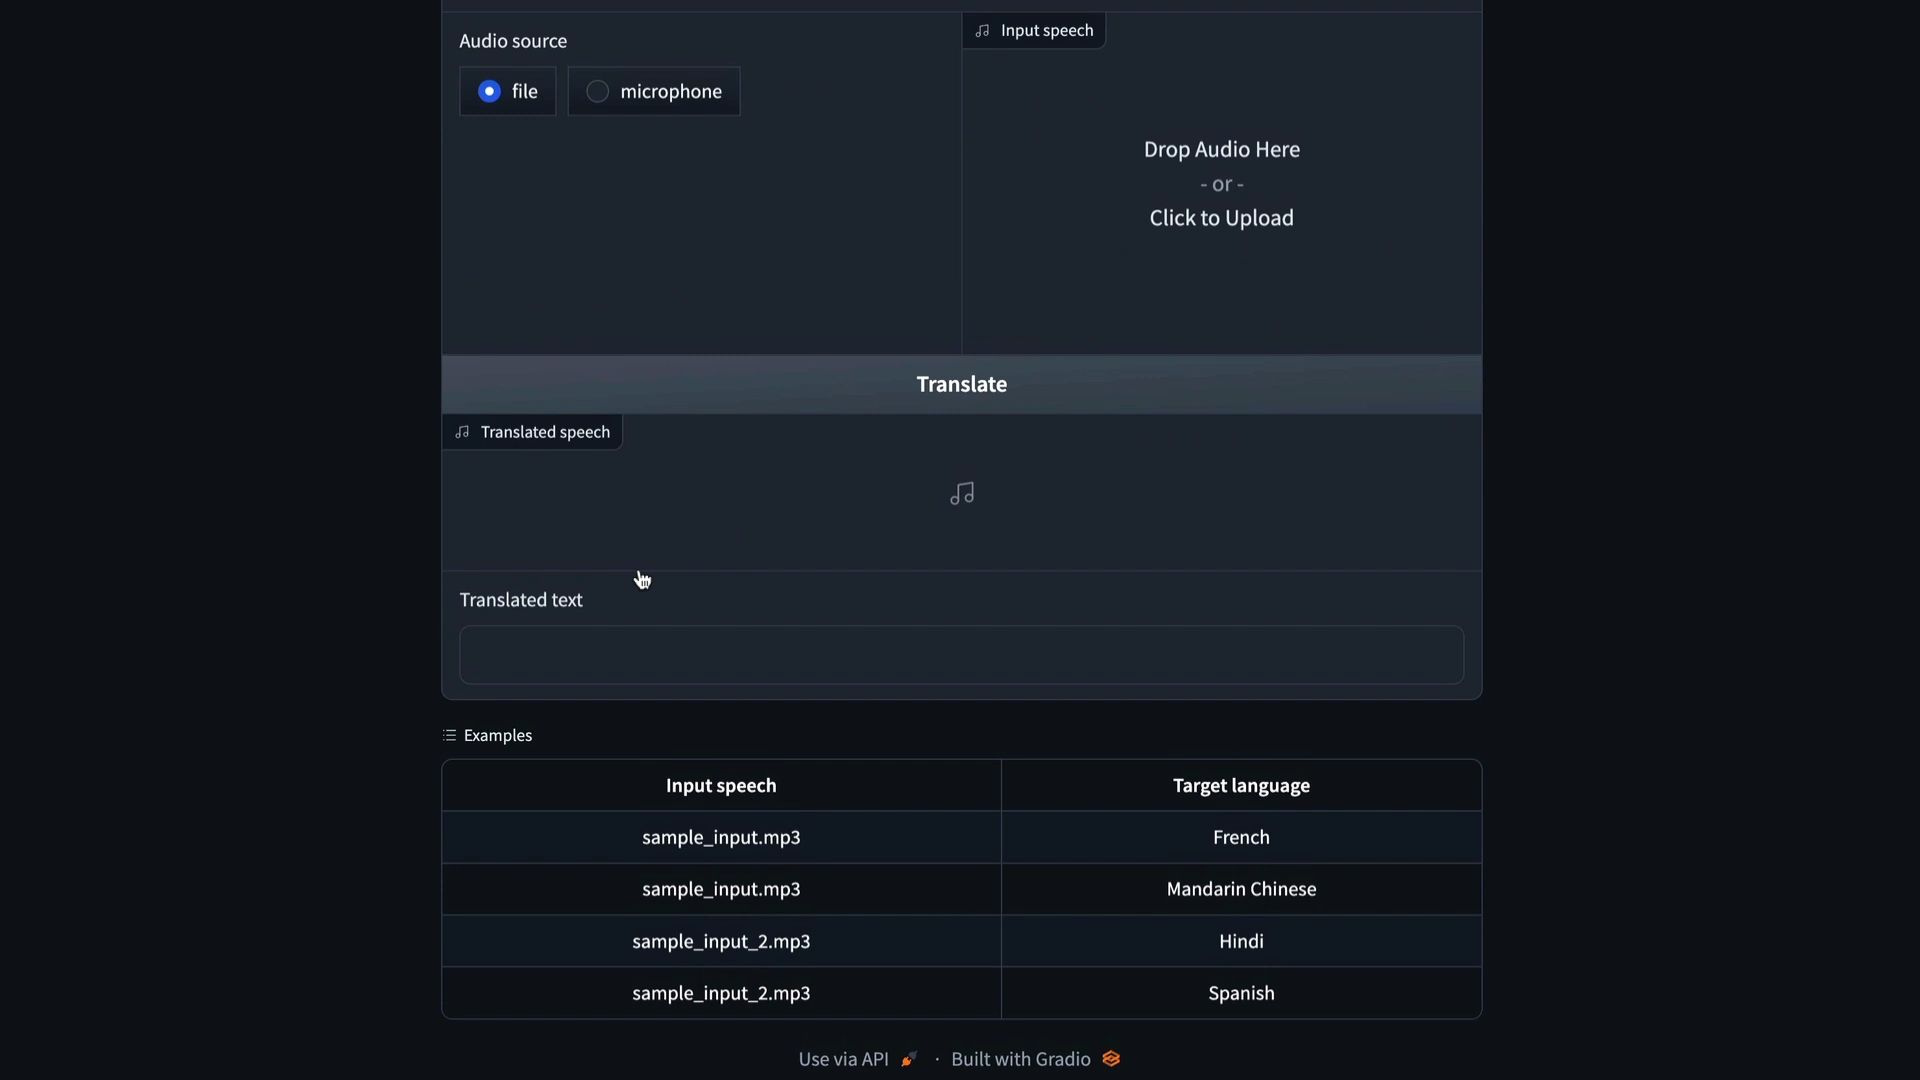 Audio source
file
microphone
Input speech
Drop Audio Here
- or -
Click to Upload
Translate
Translated speech
Translated text
Examples
Input speech Target language
sample_input.mp3 French
sample_input.mp3 Mandarin Chinese
sample_input_2.mp3 Hindi
sample_input_2.mp3 Spanish
Use via API · Built with Gradio